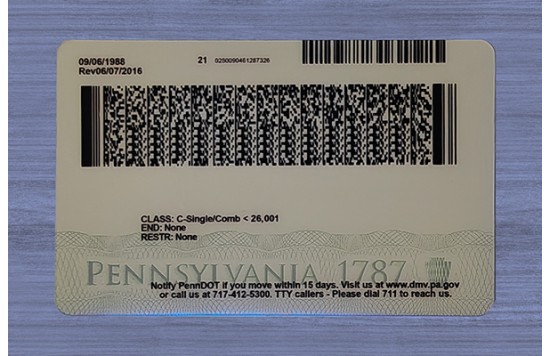 09/06/1988
Rev06/07/2016
21 0250090461287326
CLASS: C-Single/Comb < 26,001
END: None
RESTR: None
PENNSYLVANIA 1787
Notify PennDOT if you move within 15 days. Visit us at www.dmv.pa.gov
or call us at 717-412-5300. TTY callers - Please dial 711 to reach us.